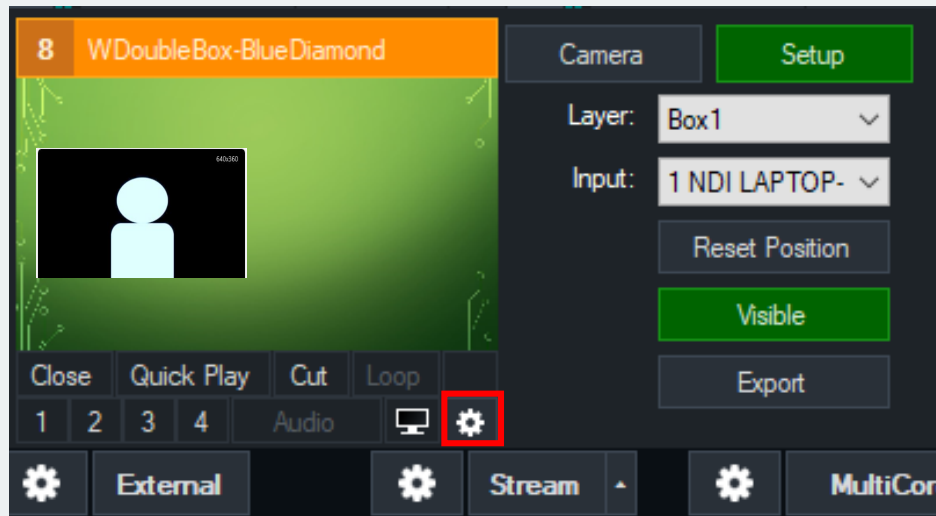 8 WDoubleBox-BlueDiamond
640x360
Close Quick Play Cut Loop
1 2 3 4 Audio
Camera Setup
Layer: Box1
Input: 1 NDI LAPTOP-
Reset Position
Visible
Export
External Stream MultiCor